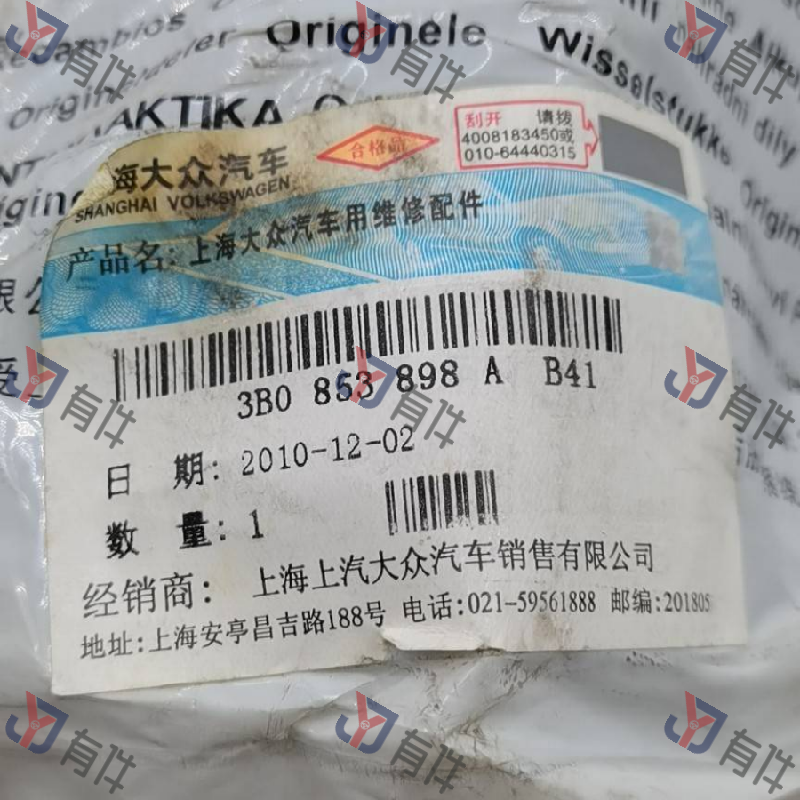 Originele Wisselstukke
AKTIKA
刮开 请拨
4008183450或
010-64440315
合格品
海大众汽车
SHANGHAI VOLKSWAGEN
产品名: 上海大众汽车用维修配件
3B0 853 898 A B41
日 期: 2010-12-02
数 量: 1
经销商: 上海上汽大众汽车销售有限公司
地址:上海安亭昌吉路188号 电话:021-59561888 邮编:201805
有件
有件
有件
有件
有件
有件
有件
有件
有件